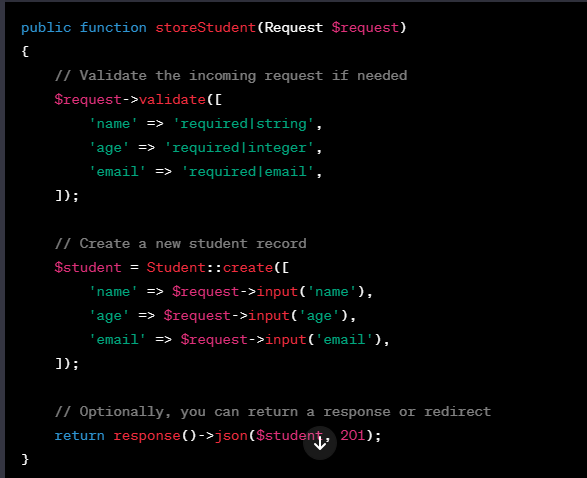 public function storeStudent(Request $request)
{
    // Validate the incoming request if needed
    $request->validate([
        'name' => 'required|string',
        'age' => 'required|integer',
        'email' => 'required|email',
    ]);

    // Create a new student record
    $student = Student::create([
        'name' => $request->input('name'),
        'age' => $request->input('age'),
        'email' => $request->input('email'),
    ]);

    // Optionally, you can return a response or redirect
    return response()->json($student, 201);
}